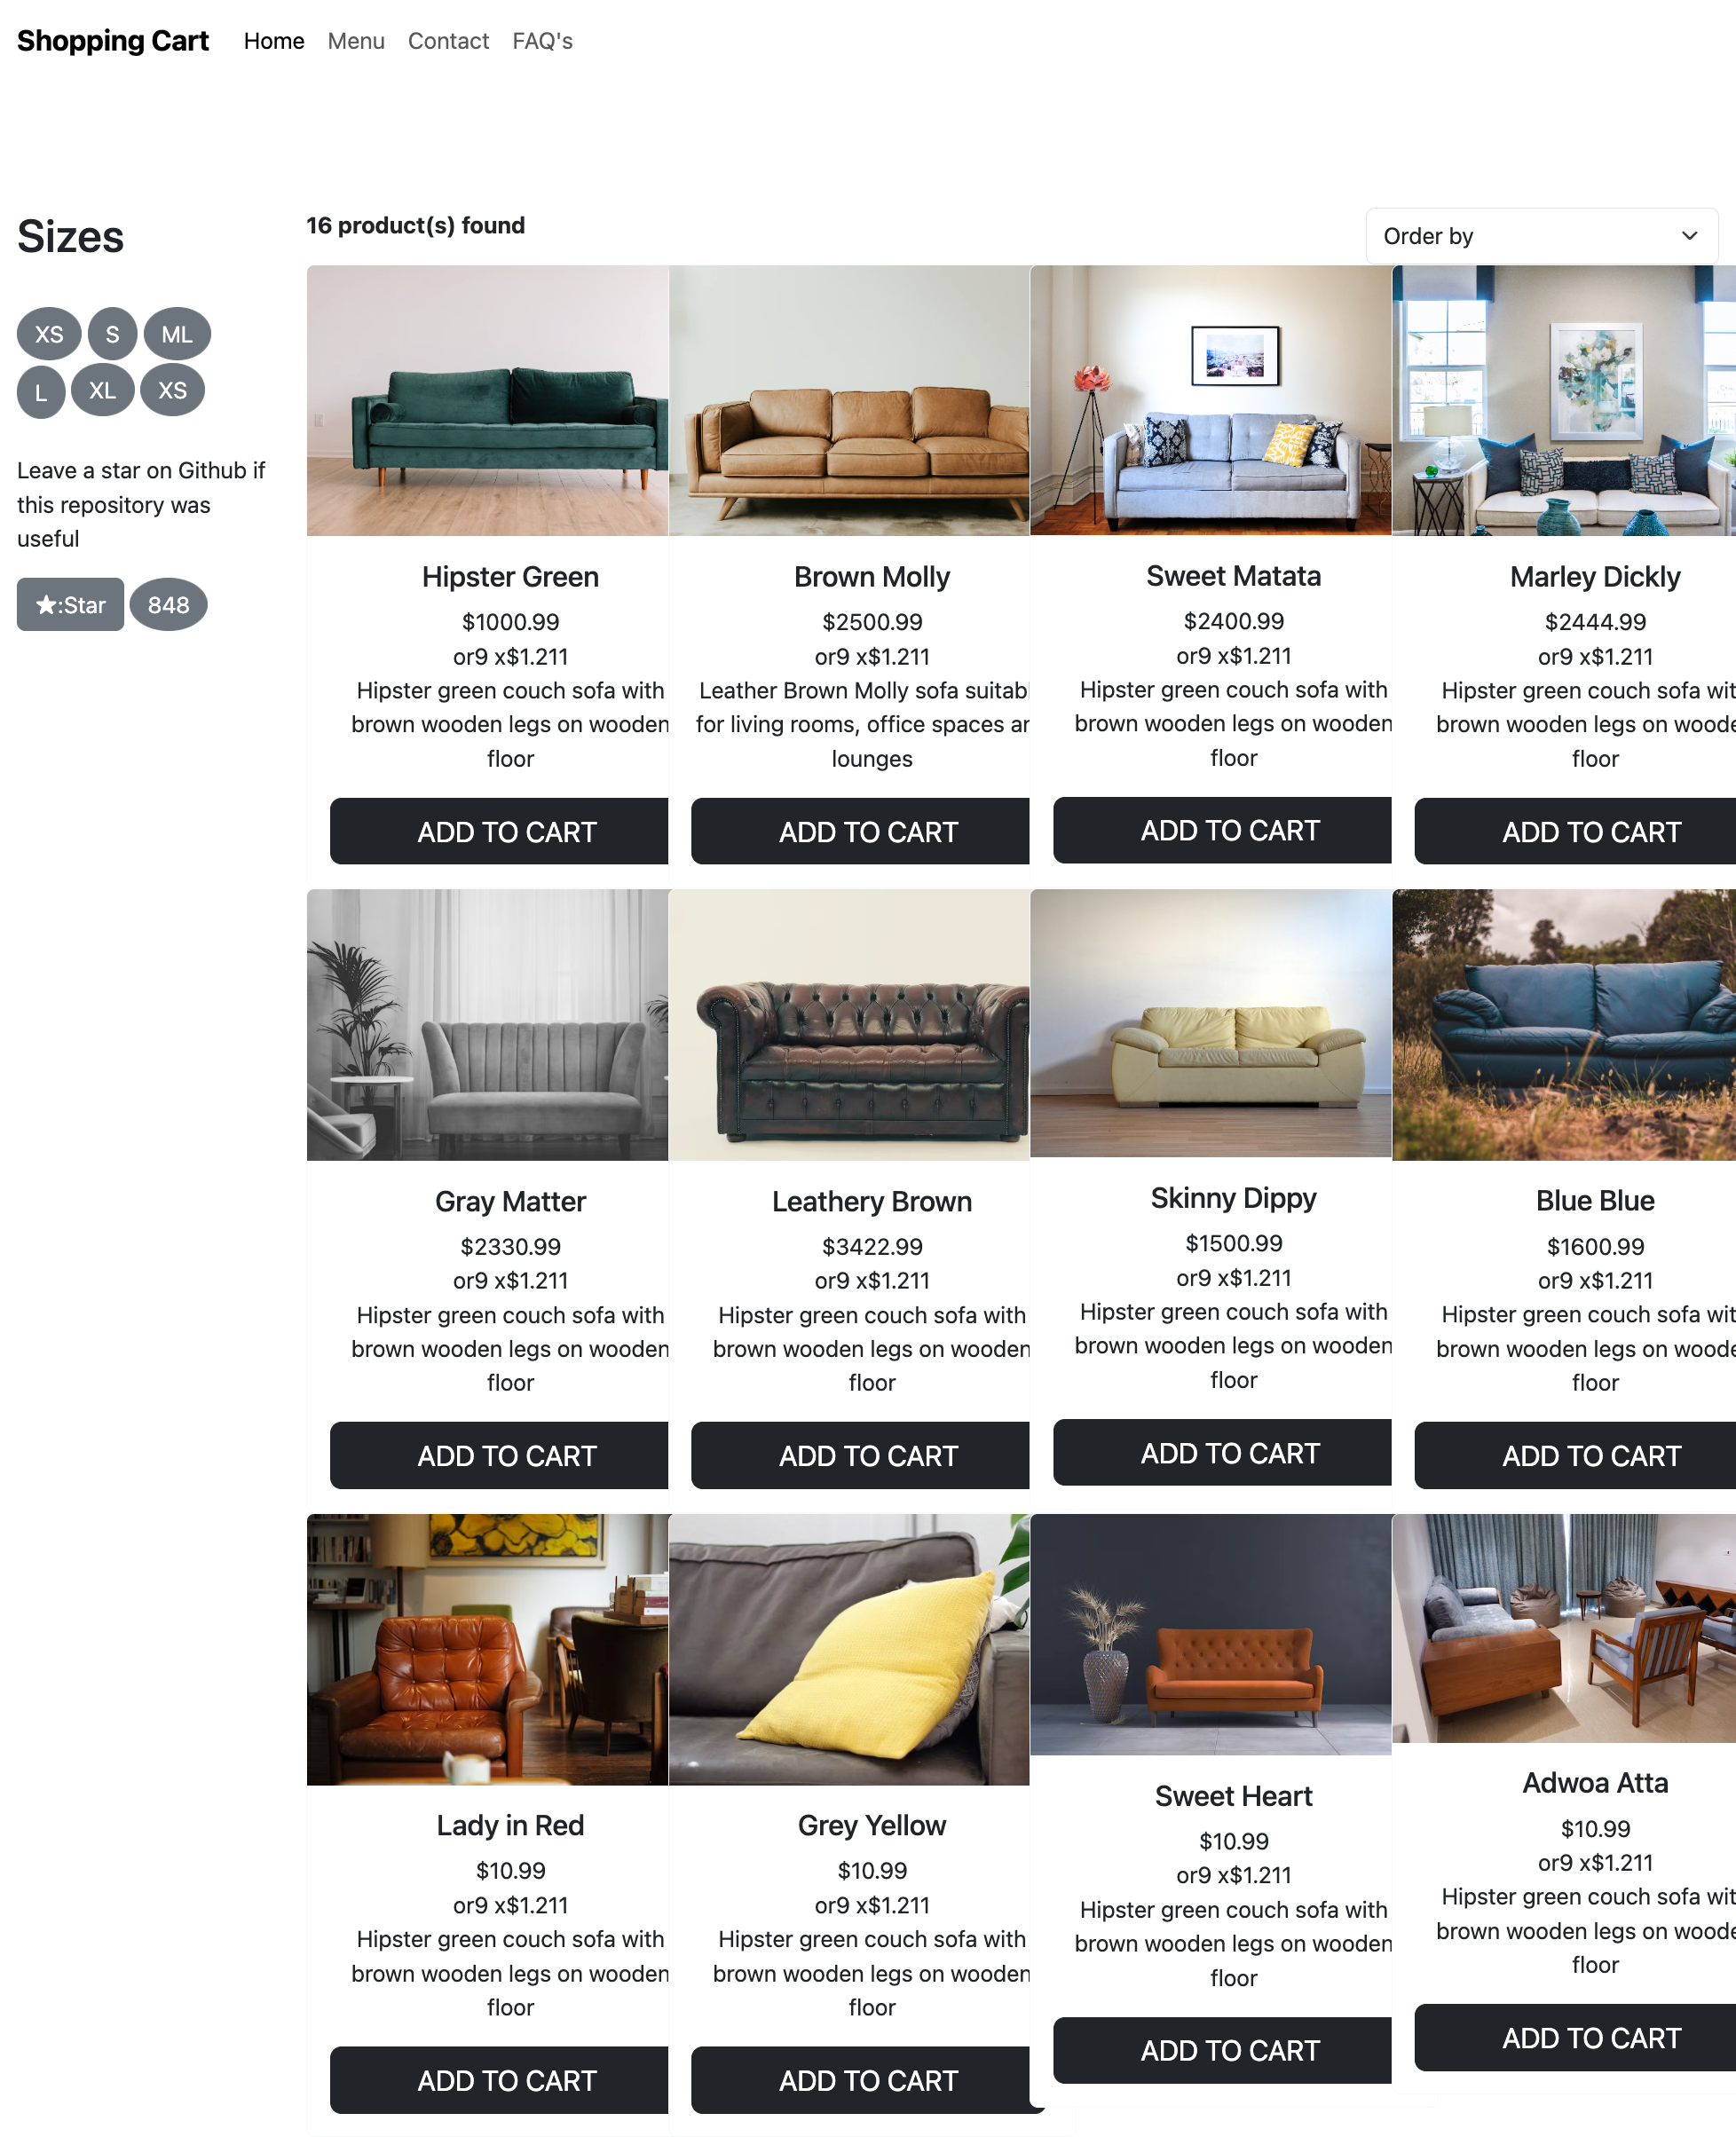 Shopping Cart Home Menu Contact FAQ's
Sizes
16 product(s) found
Order by
XS S ML
L XL XS
Leave a star on Github if
this repository was
useful
★:Star 848
Hipster Green
$1000.99
or9 x$1.211
Hipster green couch sofa with
brown wooden legs on wooden
floor
ADD TO CART
Brown Molly
$2500.99
or9 x$1.211
Leather Brown Molly sofa
for living rooms, office spaces
lounges
ADD TO CART
Sweet Matata
$2400.99
or9 x$1.211
Hipster green couch sofa with
brown wooden legs on wooden
floor
ADD TO CART
Marley Dickly
$2444.99
or9 x$1.211
Hipster green couch sofa
brown wooden legs on
floor
ADD TO CART
Gray Matter
$2330.99
or9 x$1.211
Hipster green couch sofa with
brown wooden legs on wooden
floor
ADD TO CART
Leathery Brown
$3422.99
or9 x$1.211
Hipster green couch sofa with
brown wooden legs on wooden
floor
ADD TO CART
Skinny Dippy
$1500.99
or9 x$1.211
Hipster green couch sofa with
brown wooden legs on wooden
floor
ADD TO CART
Blue Blue
$1600.99
or9 x$1.211
Hipster green couch sofa
brown wooden legs on
floor
ADD TO CART
Lady in Red
$10.99
or9 x$1.211
Hipster green couch sofa with
brown wooden legs on wooden
floor
ADD TO CART
Grey Yellow
$10.99
or9 x$1.211
Hipster green couch sofa with
brown wooden legs on wooden
floor
ADD TO CART
Sweet Heart
$10.99
or9 x$1.211
Hipster green couch sofa with
brown wooden legs on wooden
floor
ADD TO CART
Adwoa Atta
$10.99
or9 x$1.211
Hipster green couch sofa
brown wooden legs on
floor
ADD TO CART